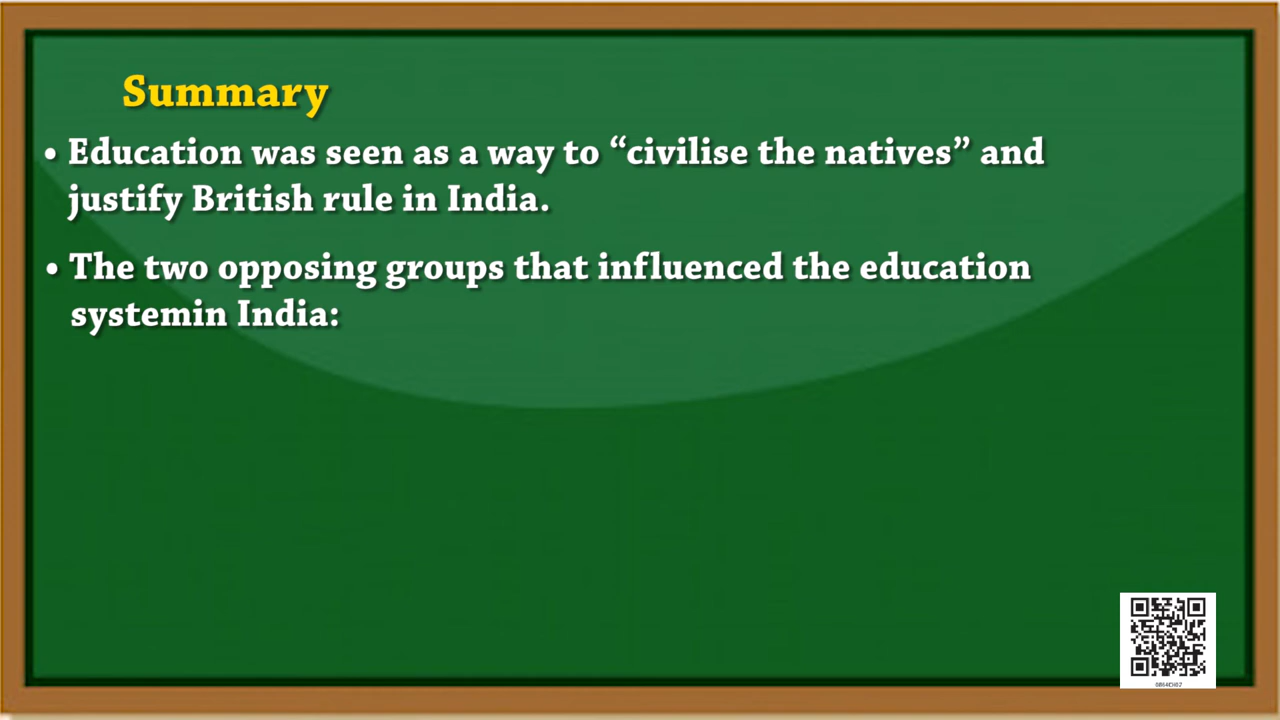 Summary
• Education was seen as a way to “civilise the natives” and
justify British rule in India.
• The two opposing groups that influenced the education
systemin India: